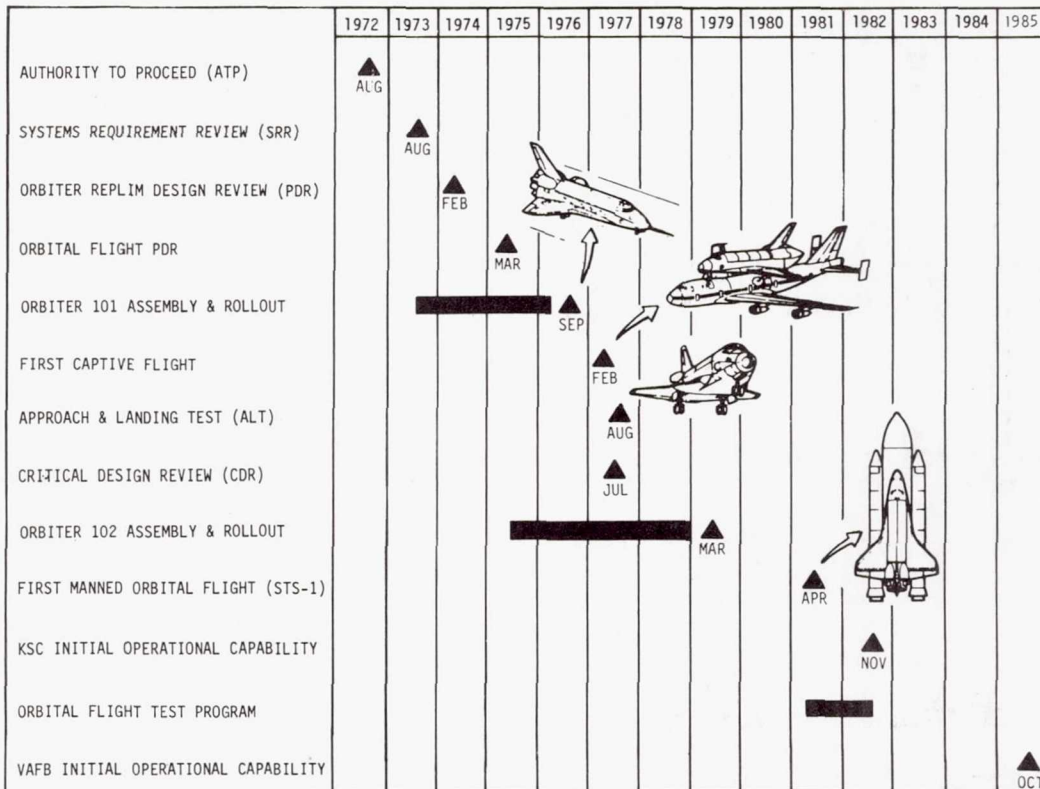 1972 1973 1974 1975 1976 1977 1978 1979 1980 1981 1982 1983 1984 1985
AUTHORITY TO PROCEED (ATP)
AUG
SYSTEMS REQUIREMENT REVIEW (SRR)
AUG
ORBITER REPLIM DESIGN REVIEW (PDR)
FEB
ORBITAL FLIGHT PDR
MAR
ORBITER 101 ASSEMBLY & ROLLOUT
SEP
FIRST CAPTIVE FLIGHT
FEB
APPROACH & LANDING TEST (ALT)
AUG
CRITICAL DESIGN REVIEW (CDR)
JUL
ORBITER 102 ASSEMBLY & ROLLOUT
MAR
FIRST MANNED ORBITAL FLIGHT (STS-1)
APR
KSC INITIAL OPERATIONAL CAPABILITY
NOV
ORBITAL FLIGHT TEST PROGRAM
VAFB INITIAL OPERATIONAL CAPABILITY
OCT